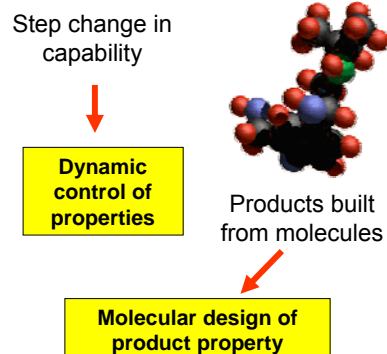 Step change in
capability
Dynamic
control of
properties
Products built
from molecules
Molecular design of
product property